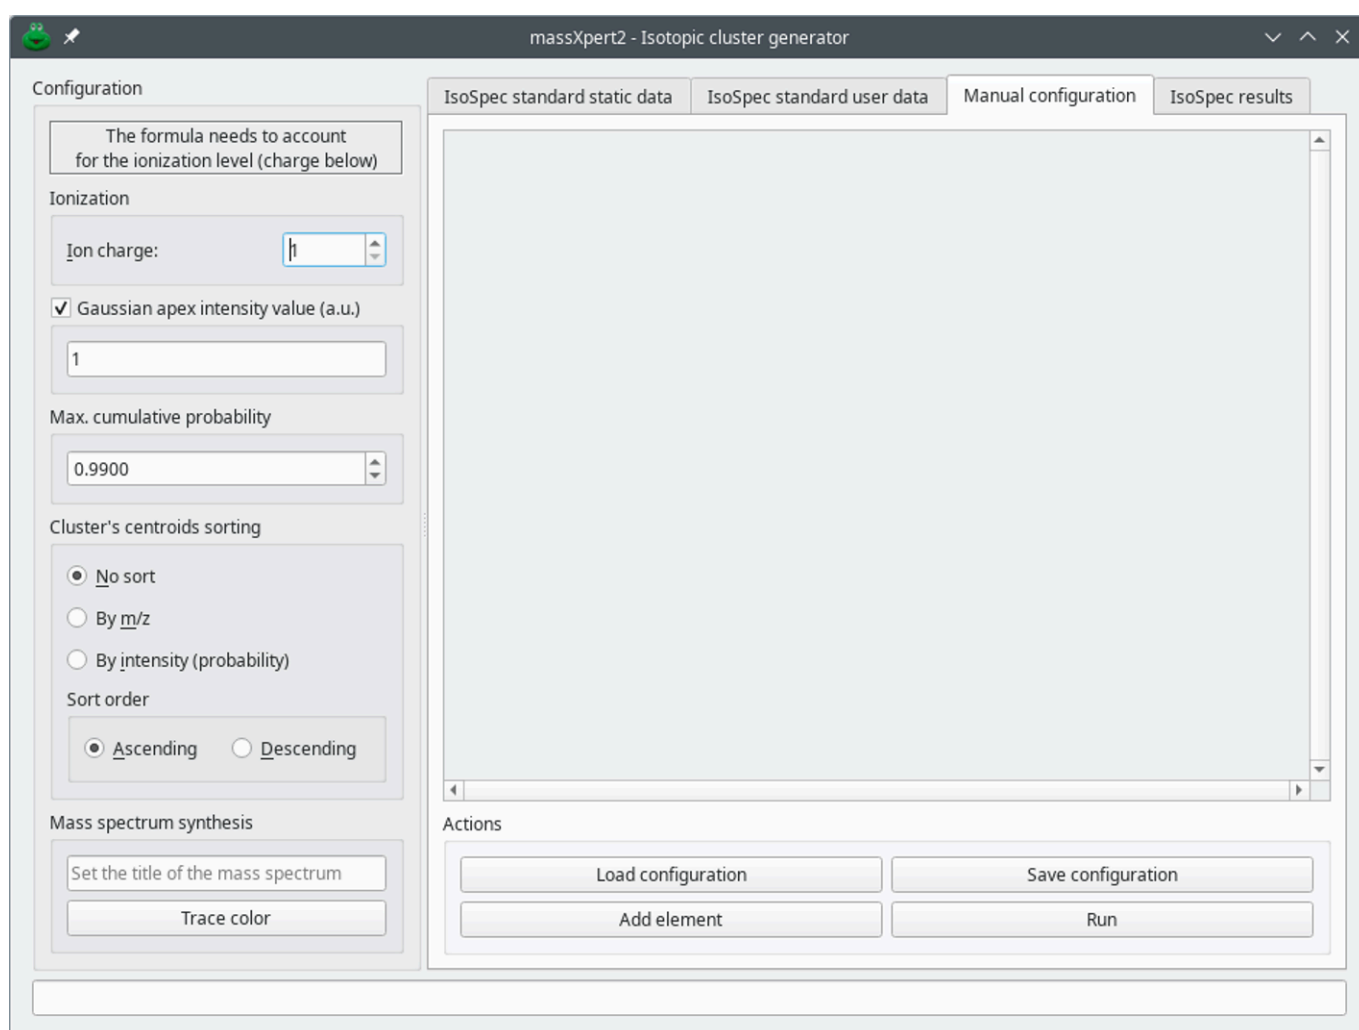 massXpert2 - Isotopic cluster generator
Configuration
The formula needs to account
for the ionization level (charge below)
Ionization
Ion charge:
1
Gaussian apex intensity value (a.u.)
1
Max. cumulative probability
0.9900
Cluster's centroids sorting
No sort
By m/z
By intensity (probability)
Sort order
Ascending
Descending
Mass spectrum synthesis
Set the title of the mass spectrum
Trace color
IsoSpec standard static data
IsoSpec standard user data
Manual configuration
IsoSpec results
Actions
Load configuration
Save configuration
Add element
Run